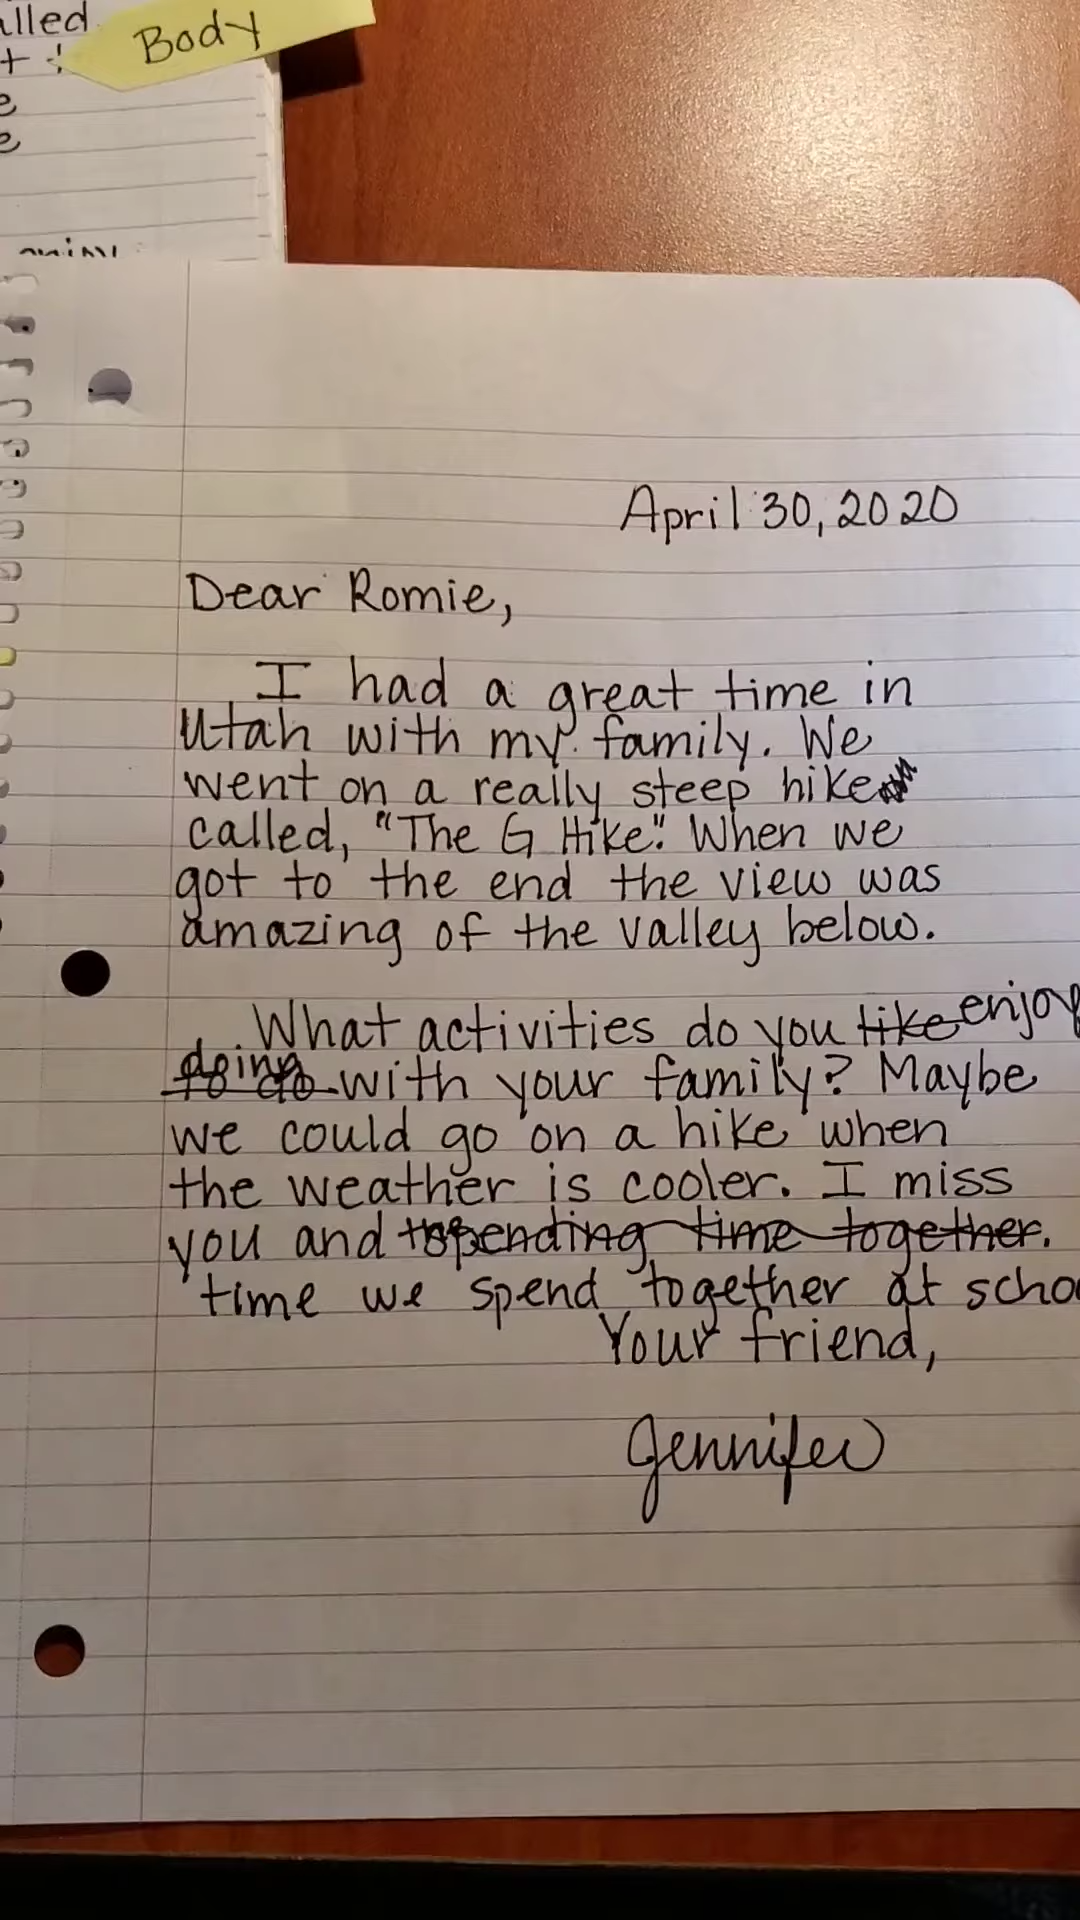 Body
April 30, 2020
Dear Romie,
I had a great time in
Utah with my family. We
went on a really steep hike
called, "The G Hike." When we
got to the end the view was
amazing of the valley below.
What activities do you like enjoy
doing
to do with your family? Maybe
we could go on a hike when
the weather is cooler. I miss
you and spending time together.
time we spend together at scho
Your friend,
Jennifer